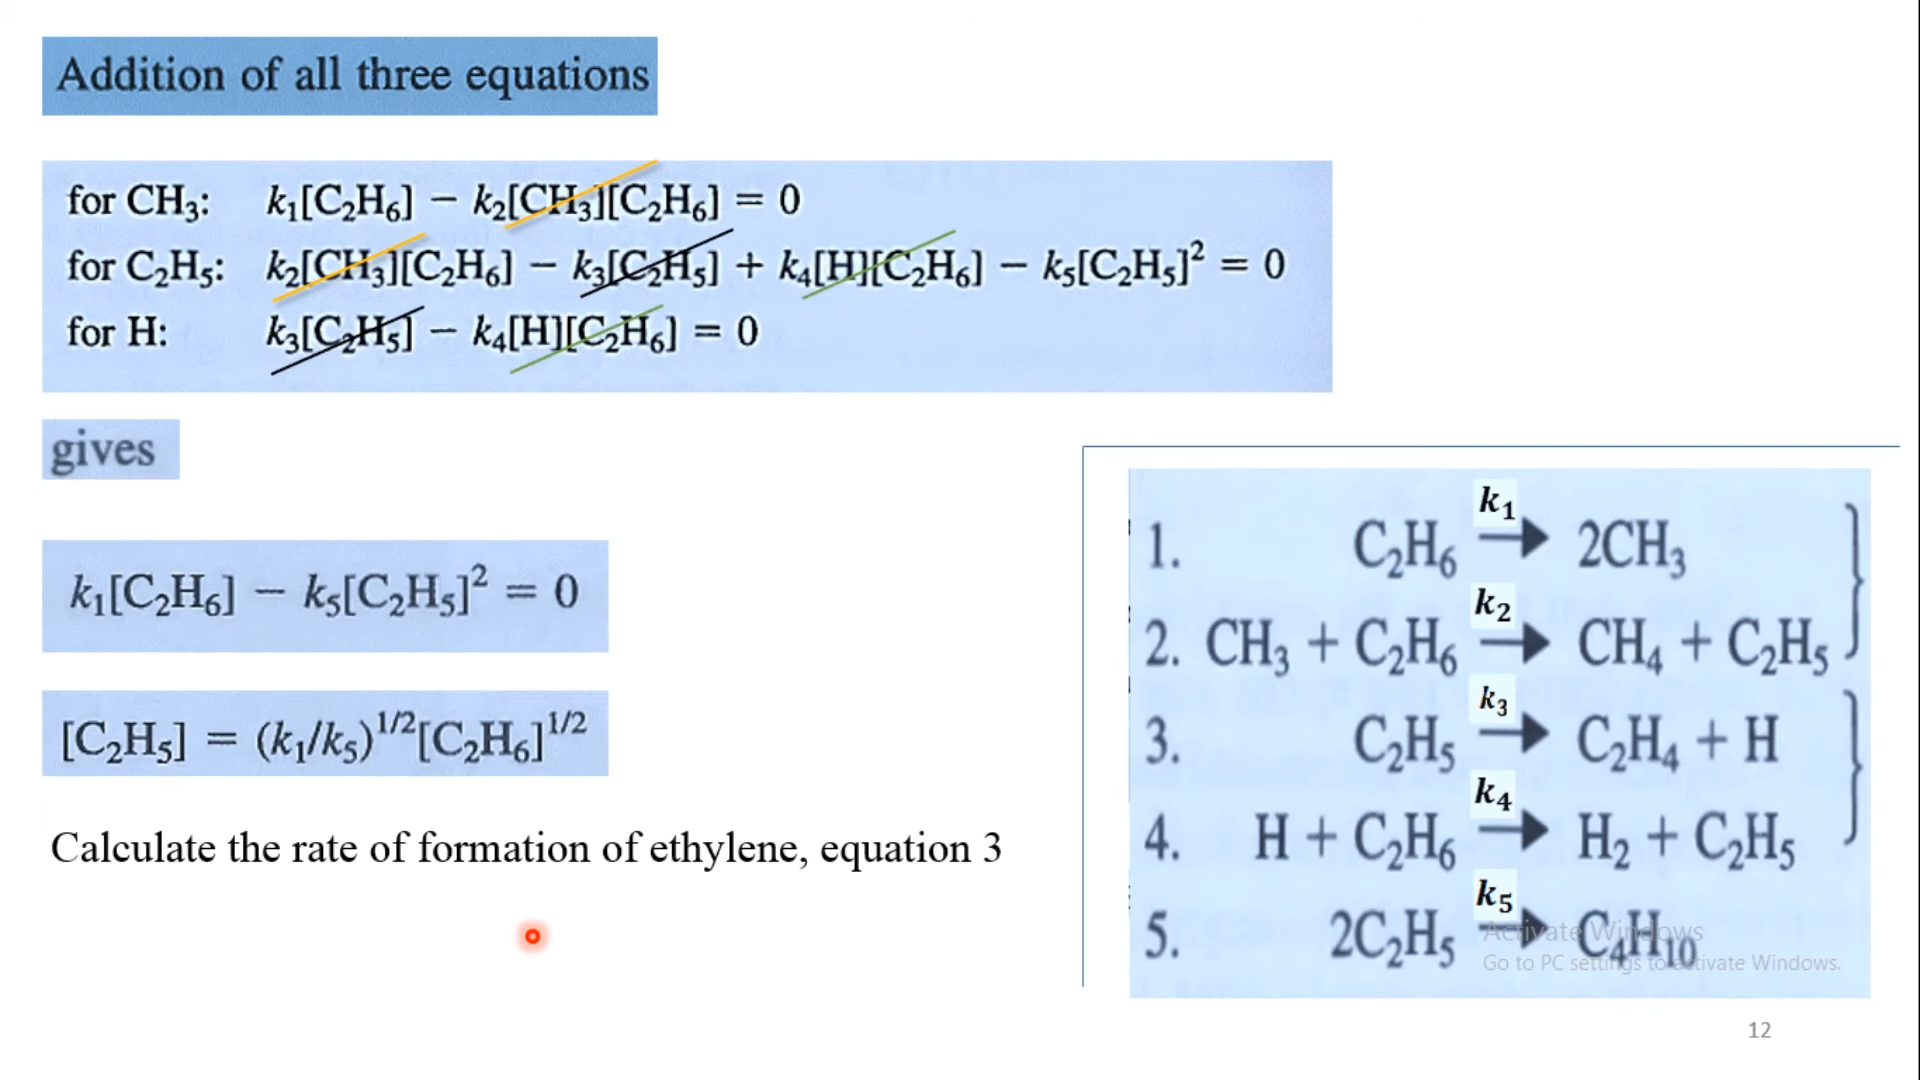 Addition of all three equations
for CH₃: k₁[C₂H₆] − k₂[CH₃][C₂H₆] = 0
for C₂H₅: k₂[CH₃][C₂H₆] − k₃[C₂H₅] + k₄[H][C₂H₆] − k₅[C₂H₅]² = 0
for H: k₃[C₂H₅] − k₄[H][C₂H₆] = 0
gives
k₁[C₂H₆] − k₅[C₂H₅]² = 0
[C₂H₅] = (k₁/k₅)^1/2[C₂H₆]^1/2
Calculate the rate of formation of ethylene, equation 3
k₁
1. C₂H₆ → 2CH₃
k₂
2. CH₃ + C₂H₆ → CH₄ + C₂H₅
k₃
3. C₂H₅ → C₂H₄ + H
k₄
4. H + C₂H₆ → H₂ + C₂H₅
k₅
5. 2C₂H₅ → C₄H₁₀
Activate Windows
Go to PC settings to activate Windows.
12